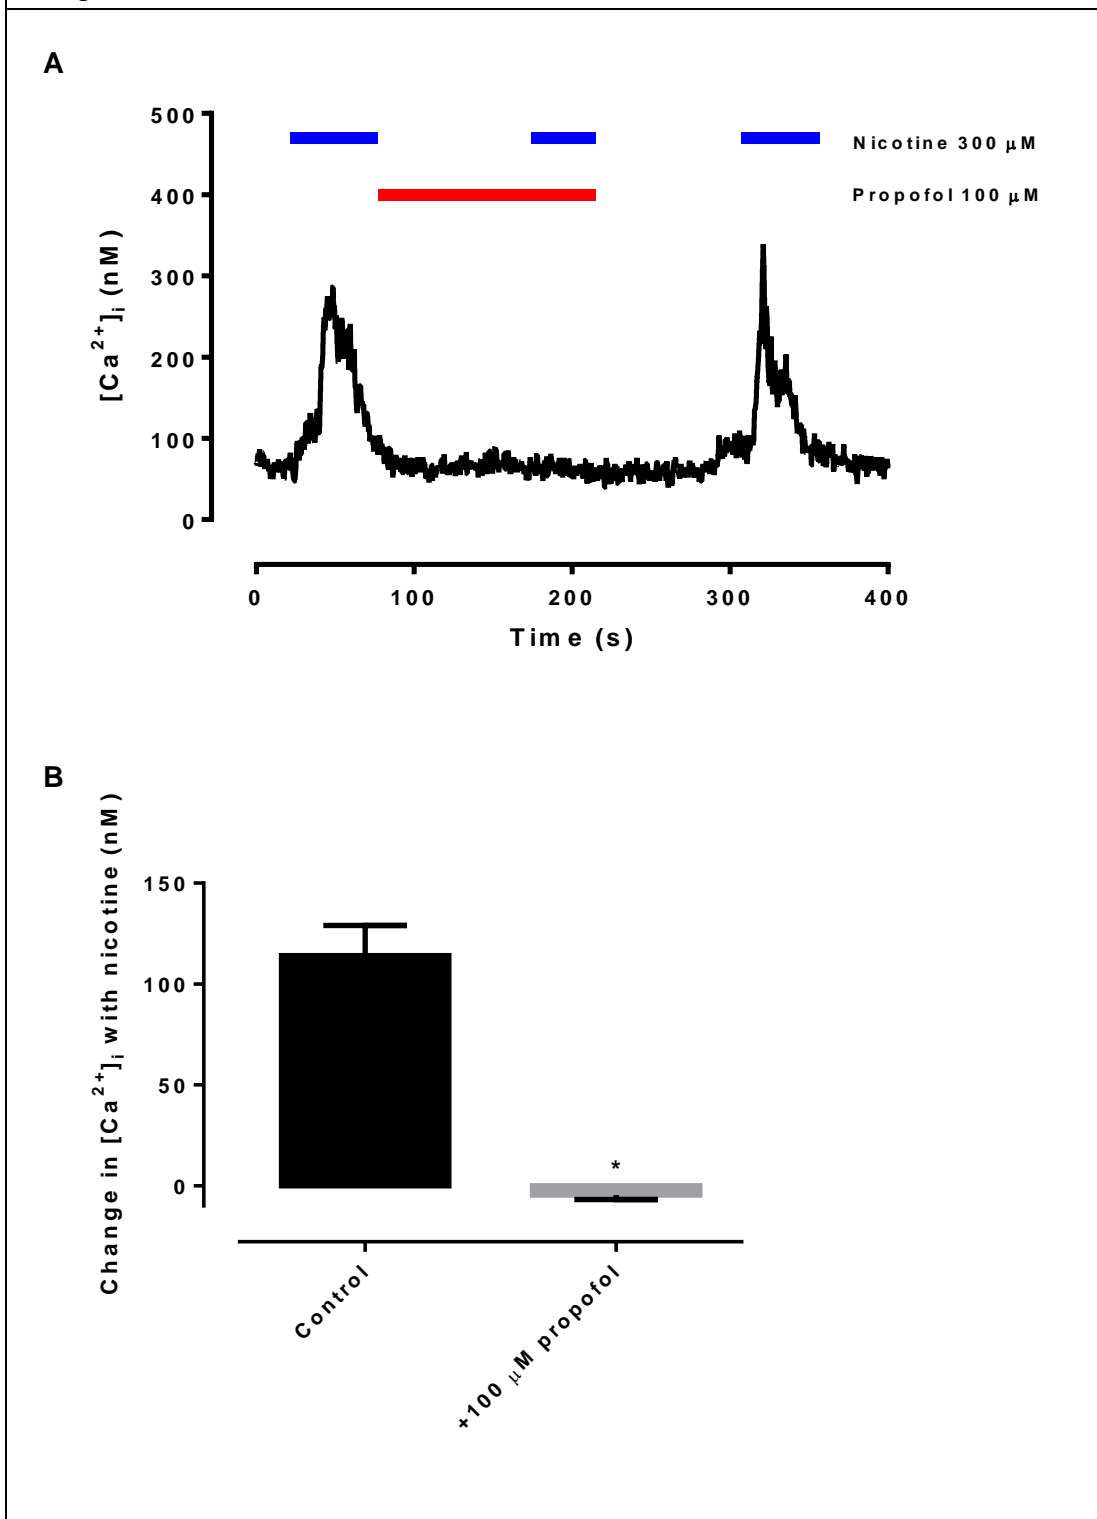 A
500
Nicotine 300 μM
400
Propofol 100 μM
300
200
100
0
[Ca²⁺]ᵢ (nM)
0 100 200 300 400
Time (s)
B
150
100
50
0
Change in [Ca²⁺]ᵢ with nicotine (nM)
*
Control
+100 μM propofol